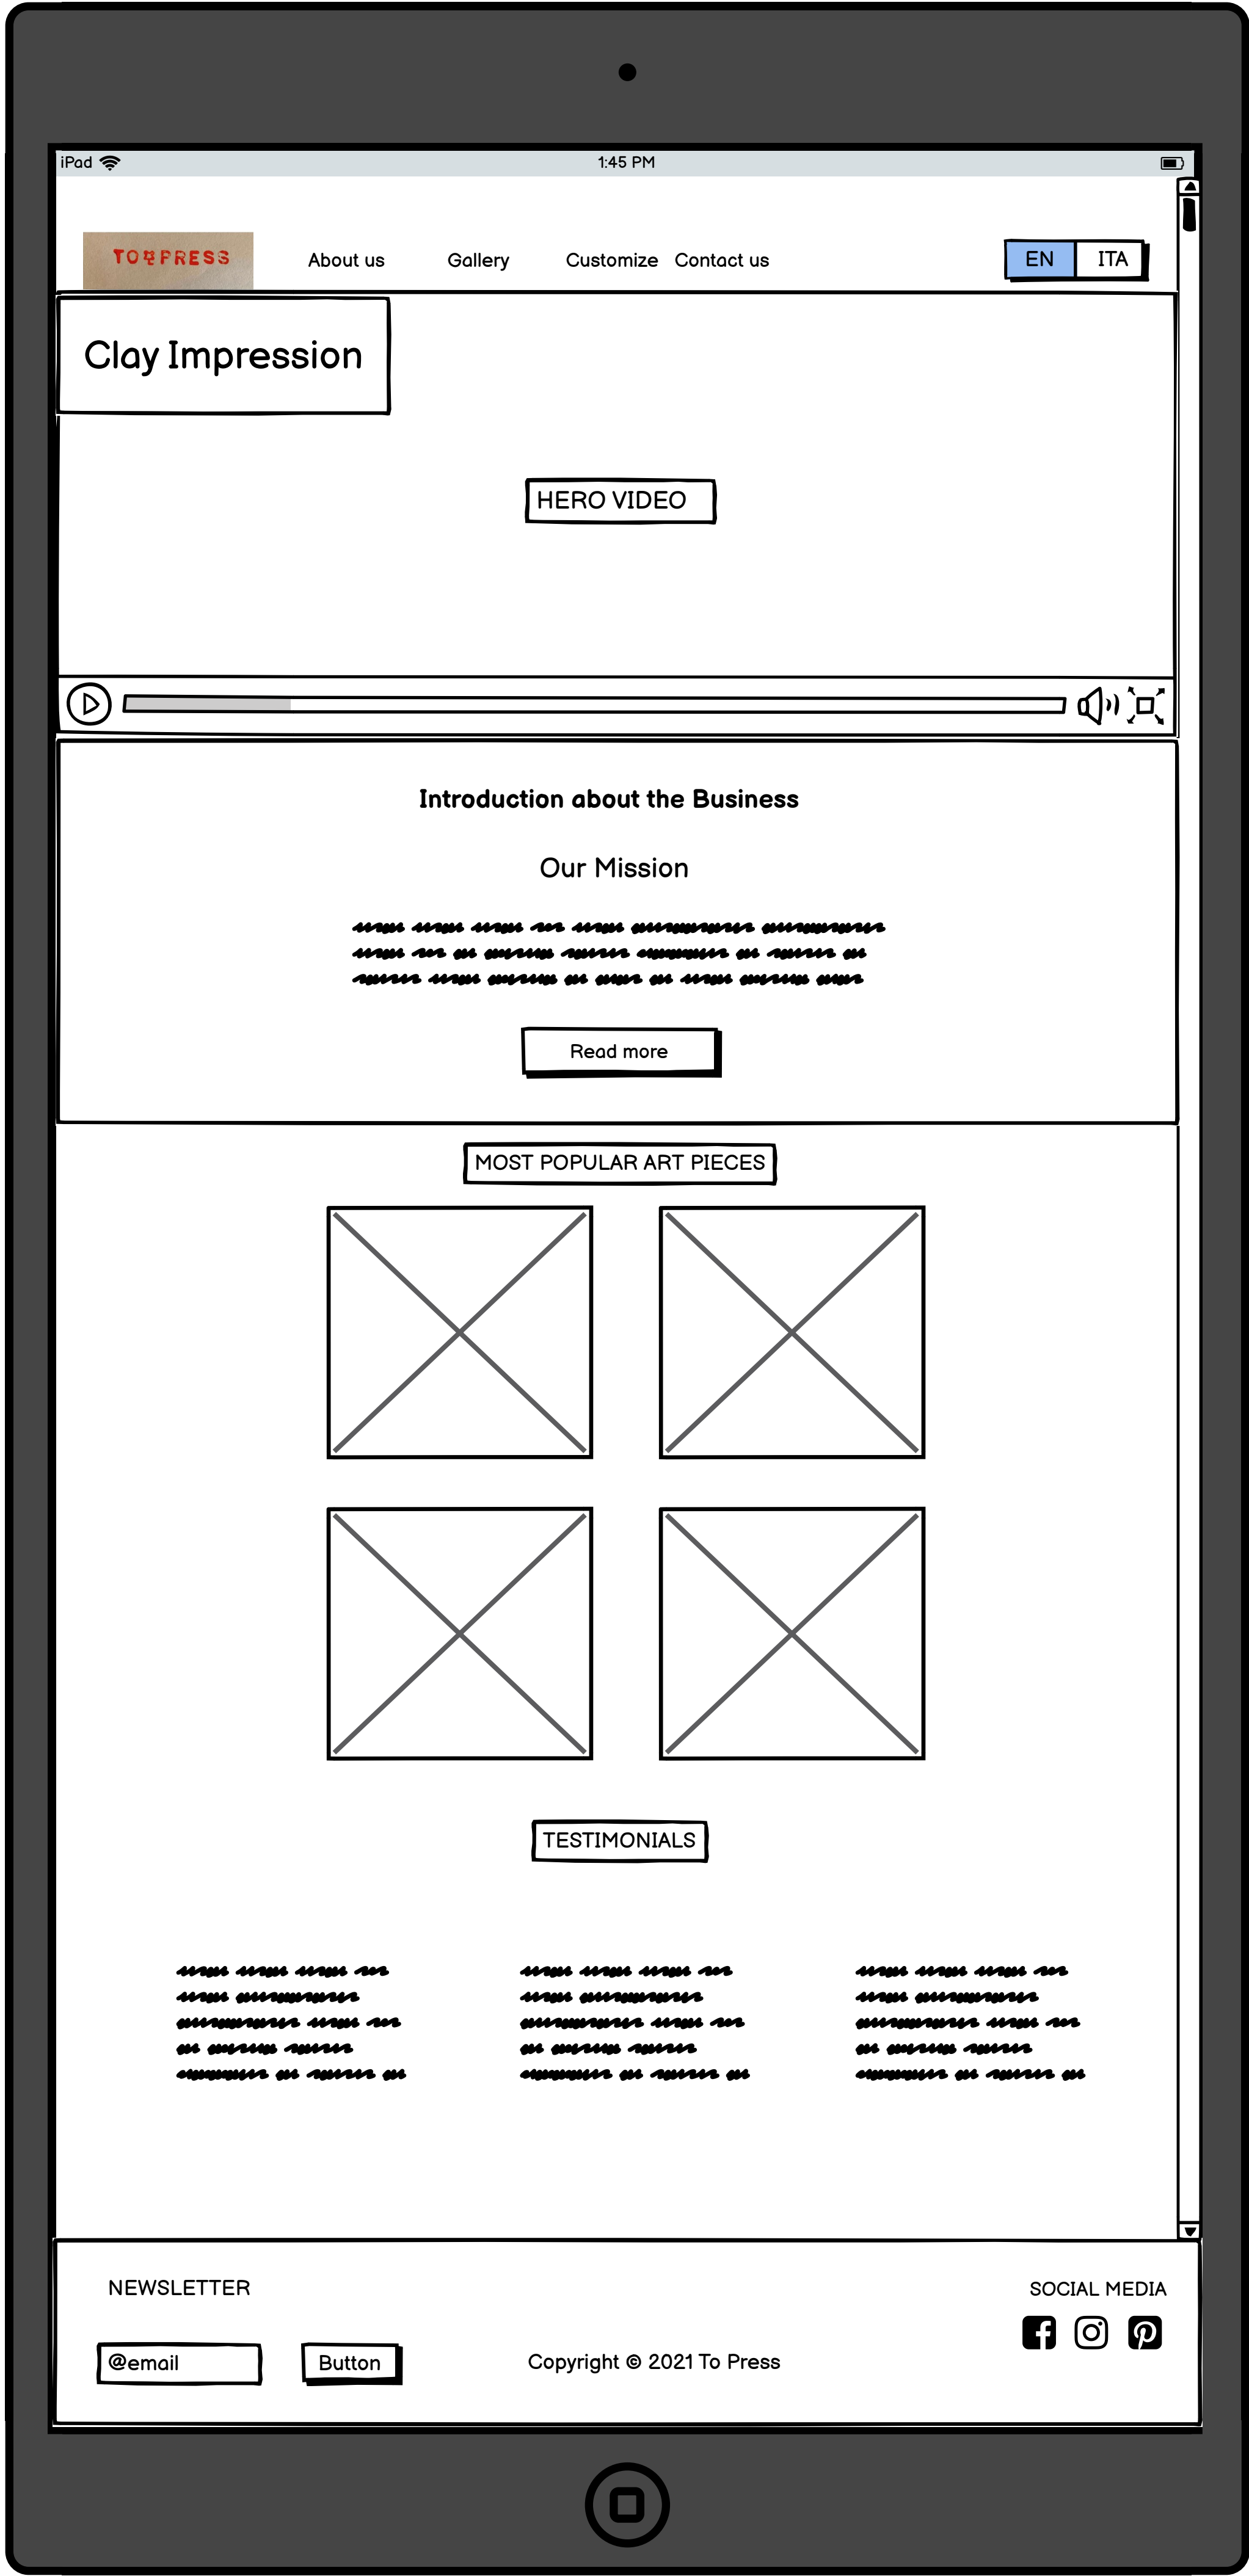 iPad 1:45 PM
TO PRESS About us Gallery Customize Contact us EN ITA
Clay Impression
HERO VIDEO
Introduction about the Business
Our Mission
Read more
MOST POPULAR ART PIECES
TESTIMONIALS
NEWSLETTER SOCIAL MEDIA
@email Button Copyright © 2021 To Press